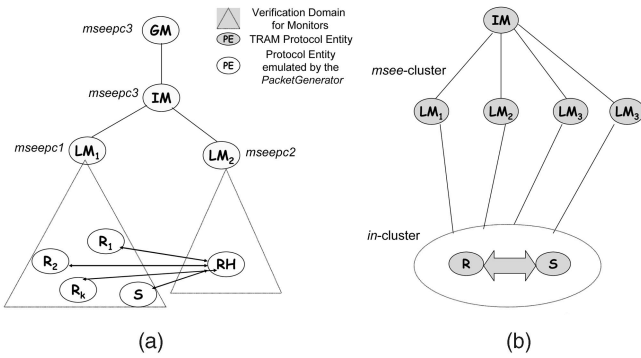 mseepc3
GM
Verification Domain
for Monitors
PE
TRAM Protocol Entity
PE
Protocol Entity
emulated by the
PacketGenerator
mseepc3
IM
mseepc1
LM1
LM2
mseepc2
R1
R2
Rk
S
RH
(a)
IM
msee-cluster
LM1
LM2
LM3
LM3
in-cluster
R
S
(b)